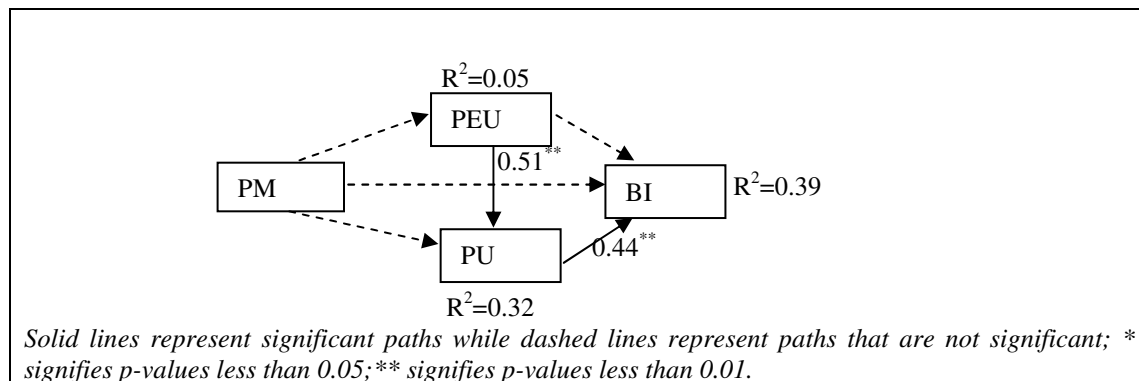 R²=0.05
PEU
0.51**
PM
BI
R²=0.39
PU
0.44**
R²=0.32
Solid lines represent significant paths while dashed lines represent paths that are not significant; *
signifies p-values less than 0.05;** signifies p-values less than 0.01.